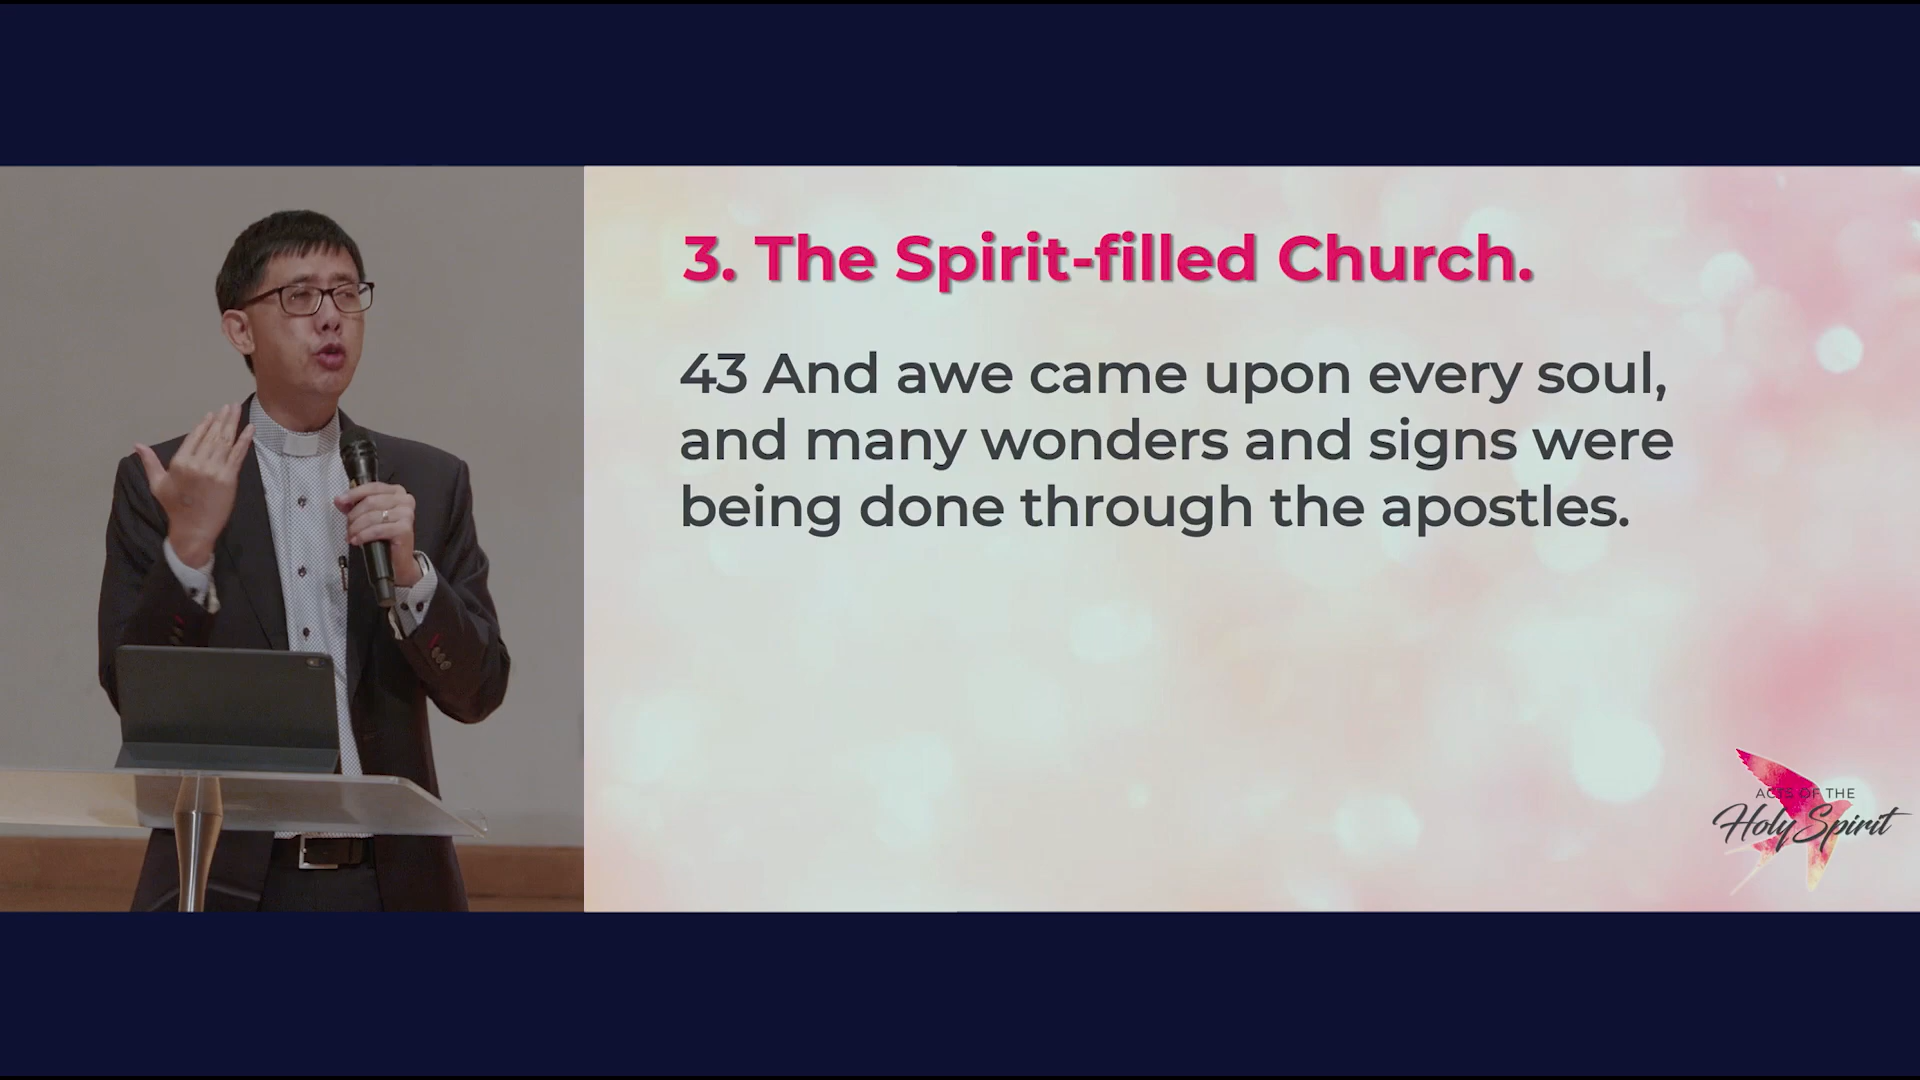 3. The Spirit-filled Church.
43 And awe came upon every soul,
and many wonders and signs were
being done through the apostles.
ACTS OF THE
Holy Spirit